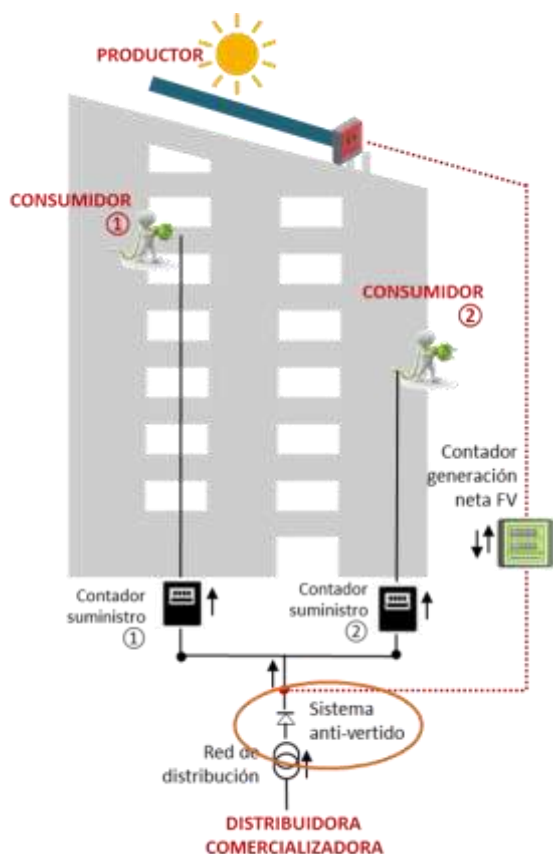 PRODUCTOR
CONSUMIDOR
①
CONSUMIDOR
②
Contador
generación
neta FV
Contador
suministro
①
Contador
suministro
②
Sistema
anti-vertido
Red de
distribución
DISTRIBUIDORA
COMERCIALIZADORA